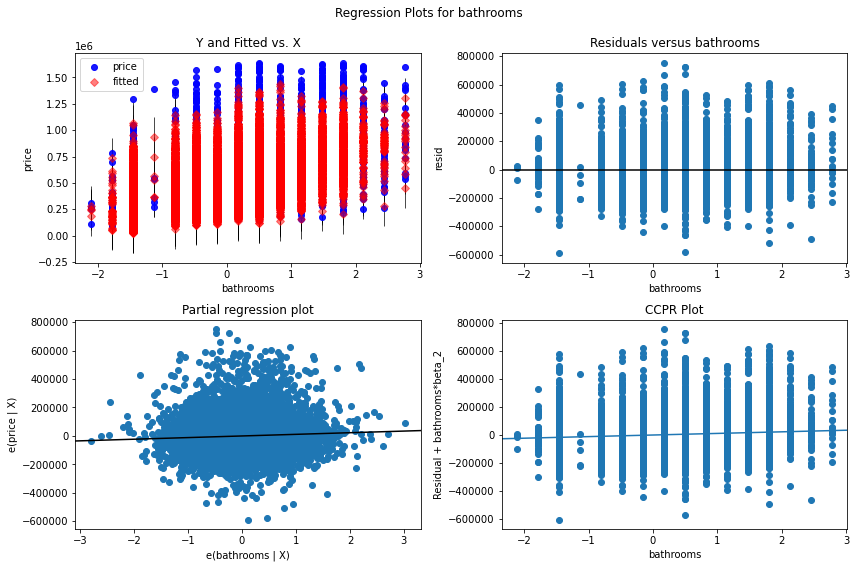 Regression Plots for bathrooms
Y and Fitted vs. X
1e6
price
fitted
1.50
1.25
1.00
0.75
0.50
0.25
0.00
−0.25
price
−2 −1 0 1 2 3
bathrooms
Residuals versus bathrooms
800000
600000
400000
200000
0
−200000
−400000
−600000
resid
−2 −1 0 1 2 3
bathrooms
Partial regression plot
800000
600000
400000
200000
0
−200000
−400000
−600000
e(price | X)
−3 −2 −1 0 1 2 3
e(bathrooms | X)
CCPR Plot
800000
600000
400000
200000
0
−200000
−400000
−600000
Residual + bathrooms*beta_2
−2 −1 0 1 2 3
bathrooms